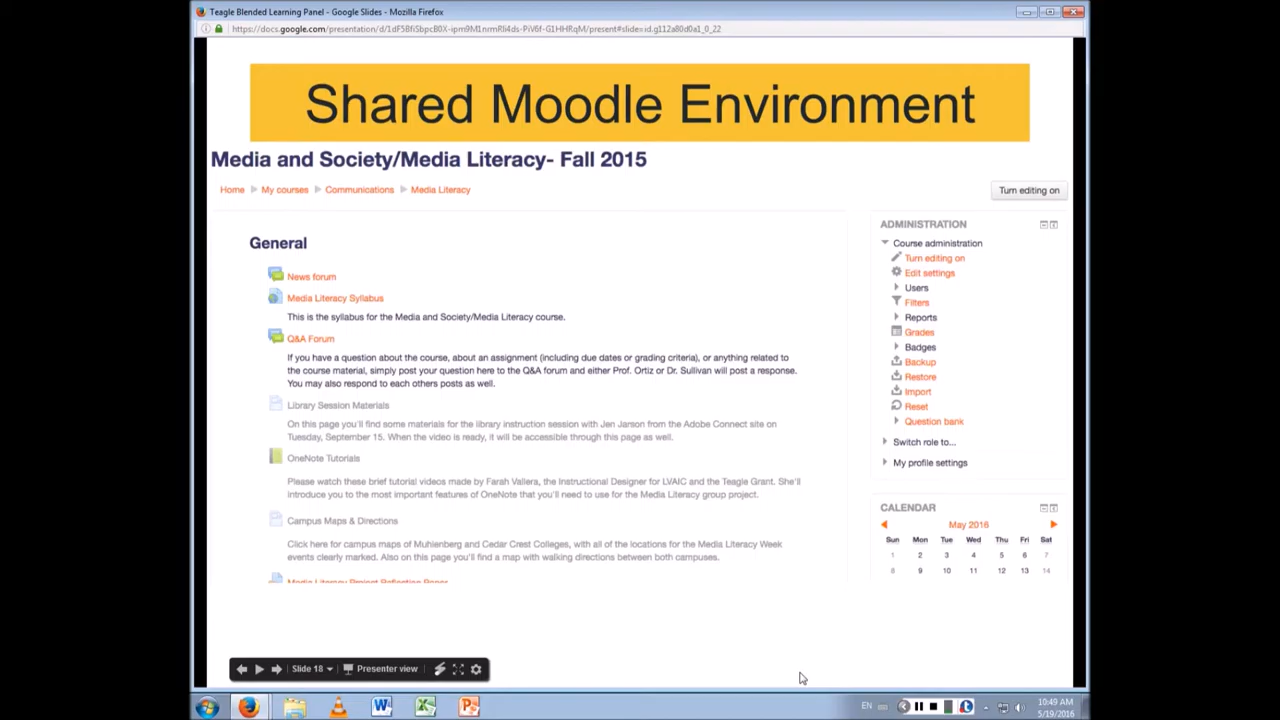 Teagle Blended Learning Panel - Google Slides - Mozilla Firefox
Shared Moodle Environment
Media and Society/Media Literacy- Fall 2015
Home My courses Communications Media Literacy
Turn editing on
General
News forum
Media Literacy Syllabus
This is the syllabus for the Media and Society/Media Literacy course.
Q&A Forum
If you have a question about the course, about an assignment (including due dates or grading criteria), or anything related to
the course material, simply post your question here to the Q&A forum and either Prof. Ortiz or Dr. Sullivan will post a response.
You may also respond to each others posts as well.
Library Session Materials
On this page you'll find some materials for the library instruction session with Jen Jarson from the Adobe Connect site on
Tuesday, September 15. When the video is ready, it will be accessible through this page as well.
OneNote Tutorials
Please watch these brief tutorial videos made by Farah Vallera, the Instructional Designer for LVAIC and the Teagle Grant. She'll
introduce you to the most important features of OneNote that you'll need to use for the Media Literacy group project.
Campus Maps & Directions
Click here for campus maps of Muhlenberg and Cedar Crest Colleges, with all of the locations for the Media Literacy Week
events clearly marked. Also on this page you'll find a map with walking directions between both campuses.
Media Literacy Project Reflection Paper
ADMINISTRATION
Course administration
Turn editing on
Edit settings
Users
Filters
Reports
Grades
Badges
Backup
Restore
Import
Reset
Question bank
Switch role to...
My profile settings
CALENDAR
May 2016
Sun Mon Tue Wed Thu Fri Sat
1 2 3 4 5 6 7
8 9 10 11 12 13 14
Slide 18 Presenter view
EN
10:49 AM
5/19/2016